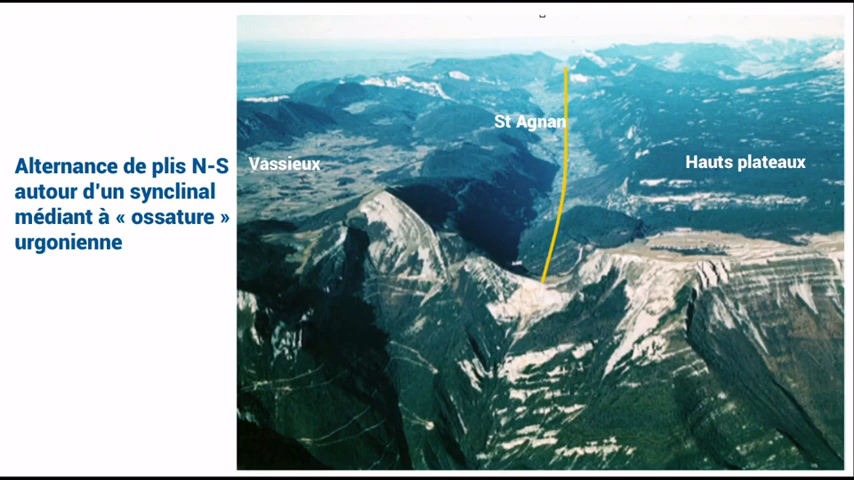 Alternance de plis N-S
autour d'un synclinal
médiant à « ossature »
urgonienne
St Agnan
Vassieux
Hauts plateaux